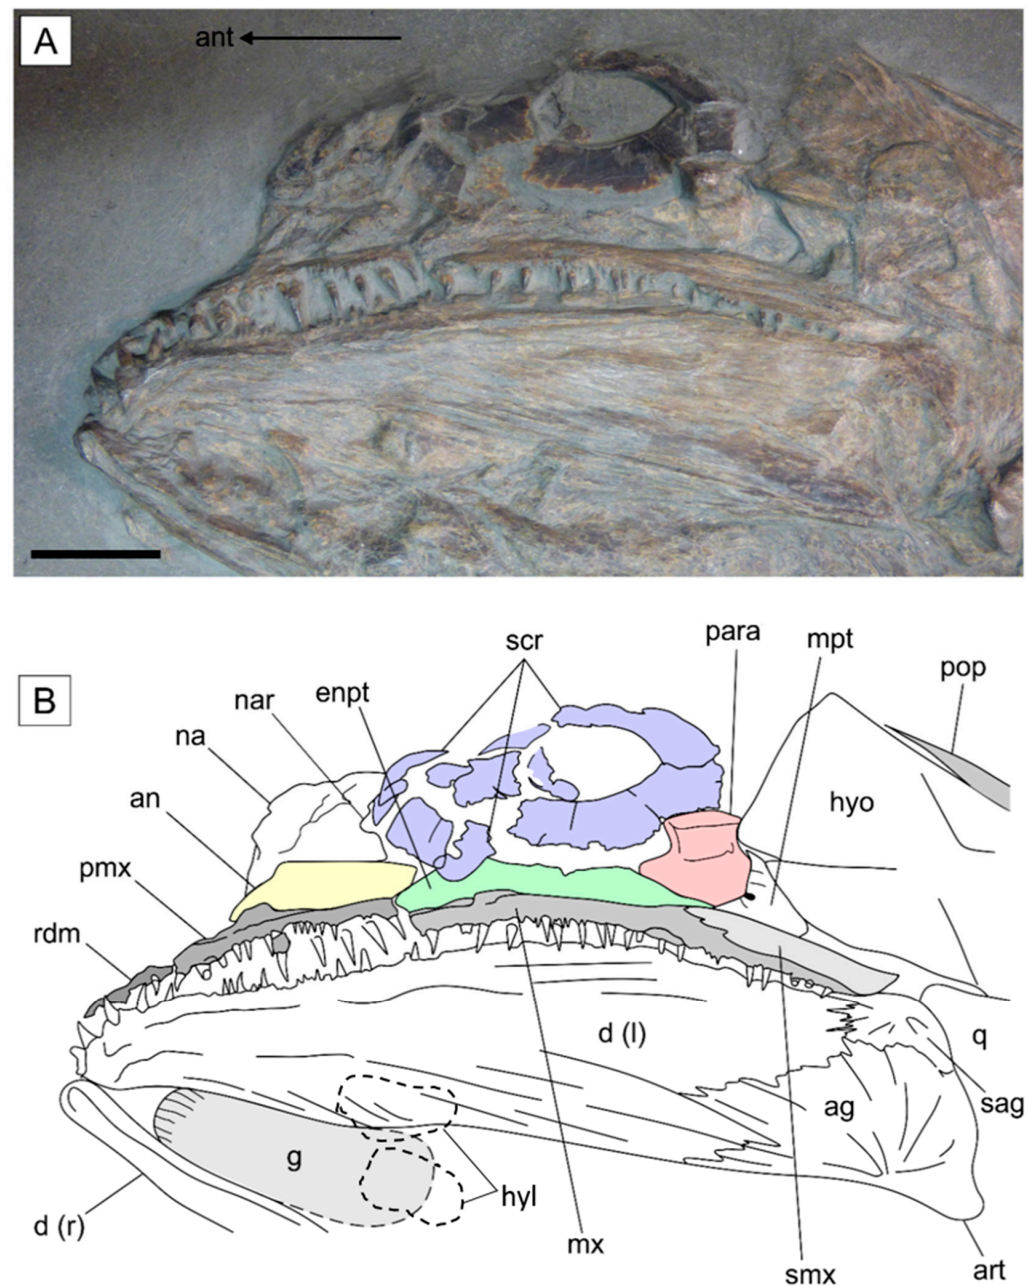 A
ant
B
scr
para
mpt
pop
enpt
nar
na
an
hyo
pmx
rdm
d (l)
q
sag
ag
g
hyl
d (r)
mx
smx
art